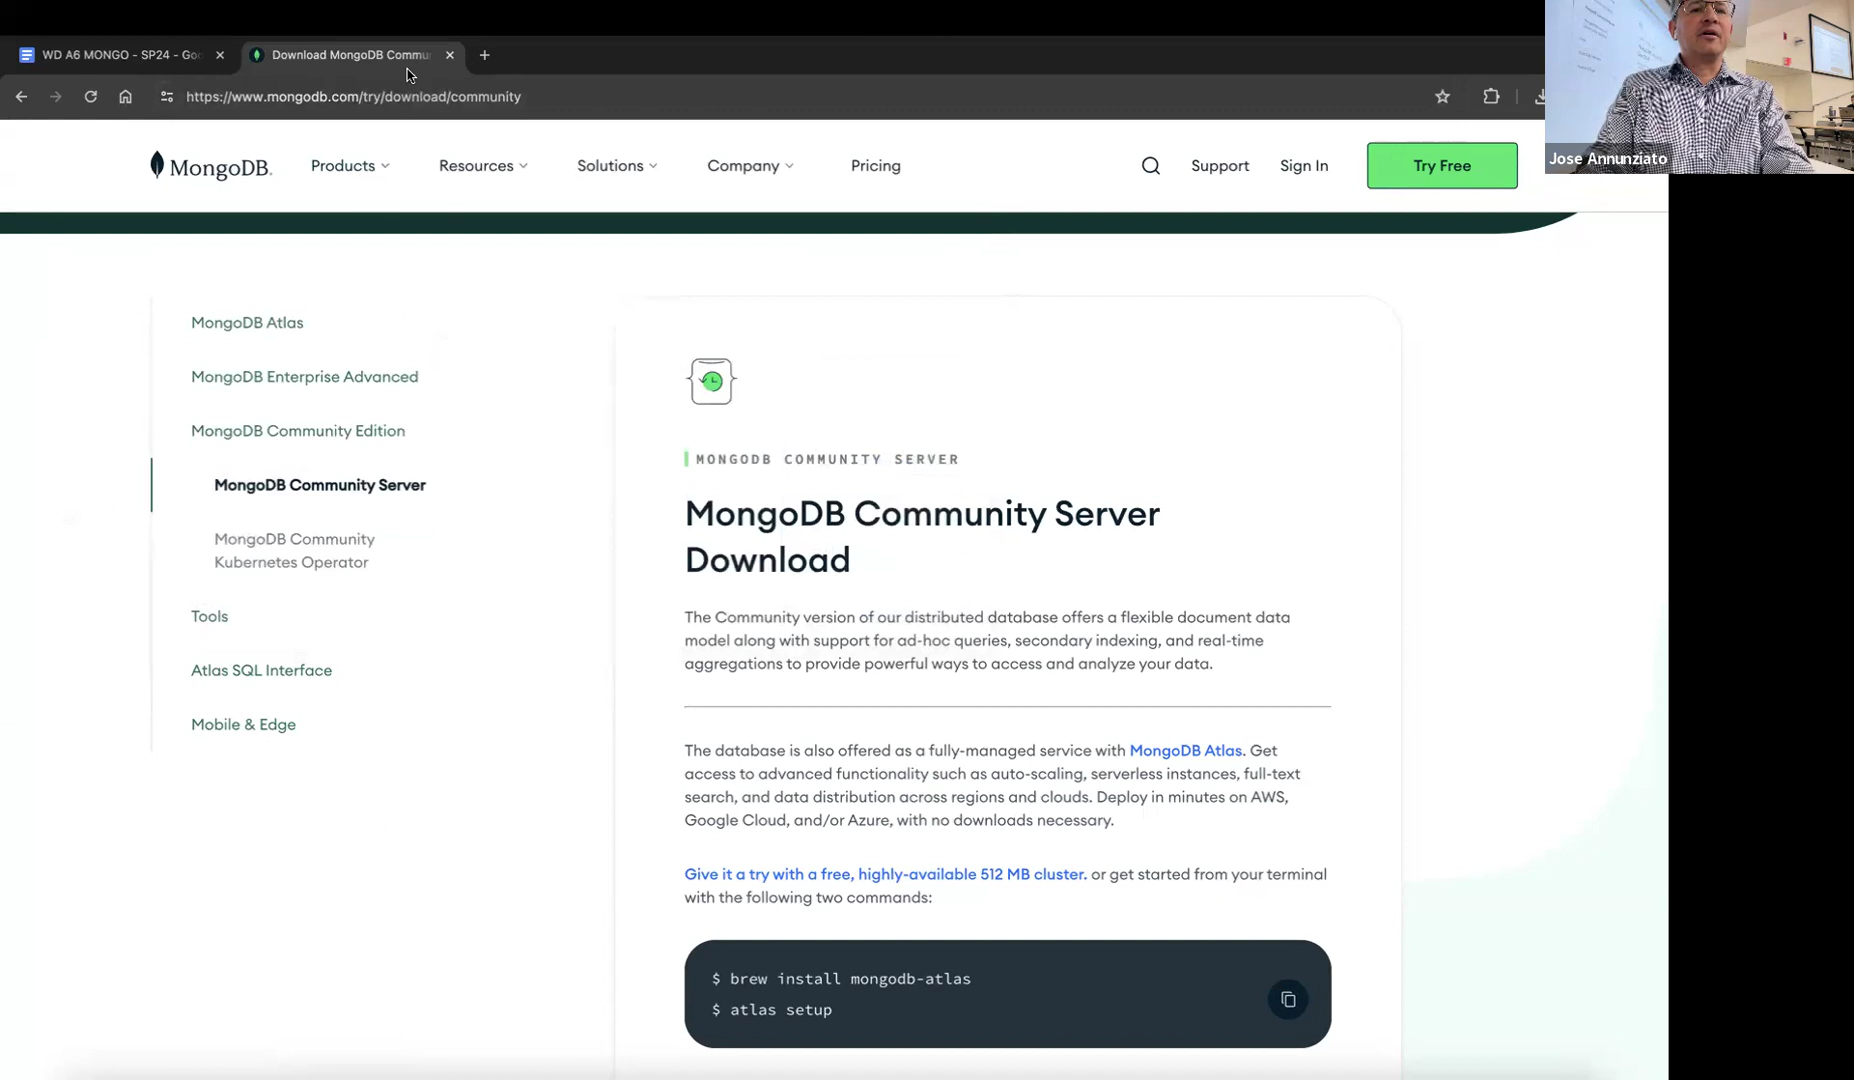 WD A6 MONGO - SP24 - Goo
Download MongoDB Commu
https://www.mongodb.com/try/download/community
Jose Annunziato
MongoDB.
Products
Resources
Solutions
Company
Pricing
Support
Sign In
Try Free
MongoDB Atlas
MongoDB Enterprise Advanced
MongoDB Community Edition
MongoDB Community Server
MongoDB Community
Kubernetes Operator
Tools
Atlas SQL Interface
Mobile & Edge
MONGODB COMMUNITY SERVER
MongoDB Community Server
Download
The Community version of our distributed database offers a flexible document data
model along with support for ad-hoc queries, secondary indexing, and real-time
aggregations to provide powerful ways to access and analyze your data.
The database is also offered as a fully-managed service with MongoDB Atlas. Get
access to advanced functionality such as auto-scaling, serverless instances, full-text
search, and data distribution across regions and clouds. Deploy in minutes on AWS,
Google Cloud, and/or Azure, with no downloads necessary.
Give it a try with a free, highly-available 512 MB cluster. or get started from your terminal
with the following two commands:
$ brew install mongodb-atlas
$ atlas setup